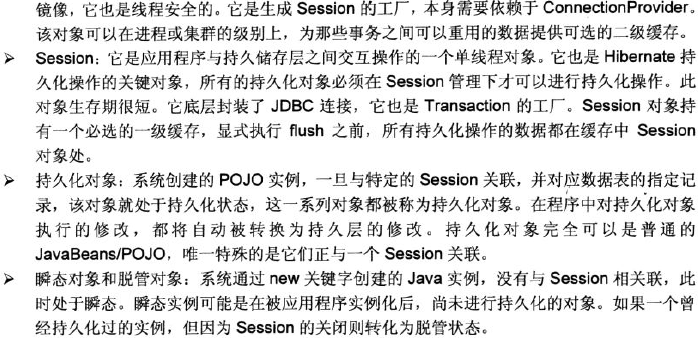 镜像，它也是线程安全的。它是生成 Session 的工厂，本身需要依赖于 ConnectionProvider。
该对象可以在进程或集群的级别上，为那些事务之间可以重用的数据提供可选的二级缓存。
➢ Session：它是应用程序与持久储存层之间交互操作的一个单线程对象。它也是 Hibernate 持
久化操作的关键对象，所有的持久化对象必须在 Session 管理下才可以进行持久化操作。此
对象生存期很短。它底层封装了 JDBC 连接，它也是 Transaction 的工厂。Session 对象持
有一个必选的一级缓存，显式执行 flush 之前，所有持久化操作的数据都在缓存中 Session
对象处。
➢ 持久化对象：系统创建的 POJO 实例，一旦与特定的 Session 关联，并对应数据表的指定记
录，该对象就处于持久化状态，这一系列对象都被称为持久化对象。在程序中对持久化对象
执行的修改，都将自动被转换为持久层的修改。持久化对象完全可以是普通的
JavaBeans/POJO，唯一特殊的是它们正与一个 Session 关联。
➢ 瞬态对象和脱管对象：系统通过 new 关键字创建的 Java 实例，没有与 Session 相关联，此
时处于瞬态。瞬态实例可能是在被应用程序实例化后，尚未进行持久化的对象。如果一个曾
经持久化过的实例，但因为 Session 的关闭则转化为脱管状态。